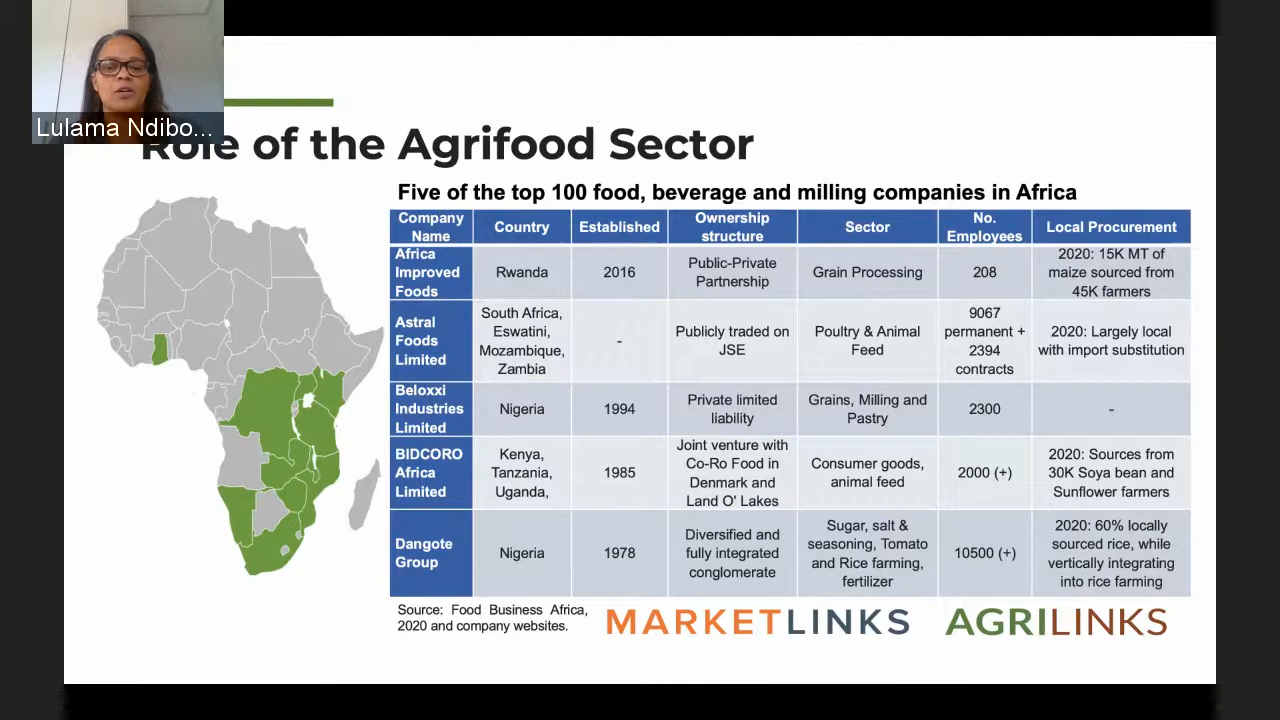 Lulama Ndibo...
Role of the Agrifood Sector
Five of the top 100 food, beverage and milling companies in Africa
Company Name | Country | Established | Ownership structure | Sector | No. Employees | Local Procurement
Africa Improved Foods | Rwanda | 2016 | Public-Private Partnership | Grain Processing | 208 | 2020: 15K MT of maize sourced from 45K farmers
Astral Foods Limited | South Africa, Eswatini, Mozambique, Zambia | - | Publicly traded on JSE | Poultry & Animal Feed | 9067 permanent + 2394 contracts | 2020: Largely local with import substitution
Beloxxi Industries Limited | Nigeria | 1994 | Private limited liability | Grains, Milling and Pastry | 2300 | -
BIDCORO Africa Limited | Kenya, Tanzania, Uganda, | 1985 | Joint venture with Co-Ro Food in Denmark and Land O' Lakes | Consumer goods, animal feed | 2000 (+) | 2020: Sources from 30K Soya bean and Sunflower farmers
Dangote Group | Nigeria | 1978 | Diversified and fully integrated conglomerate | Sugar, salt & seasoning, Tomato and Rice farming, fertilizer | 10500 (+) | 2020: 60% locally sourced rice, while vertically integrating into rice farming
Source: Food Business Africa,
2020 and company websites.
MARKETLINKS
AGRILINKS